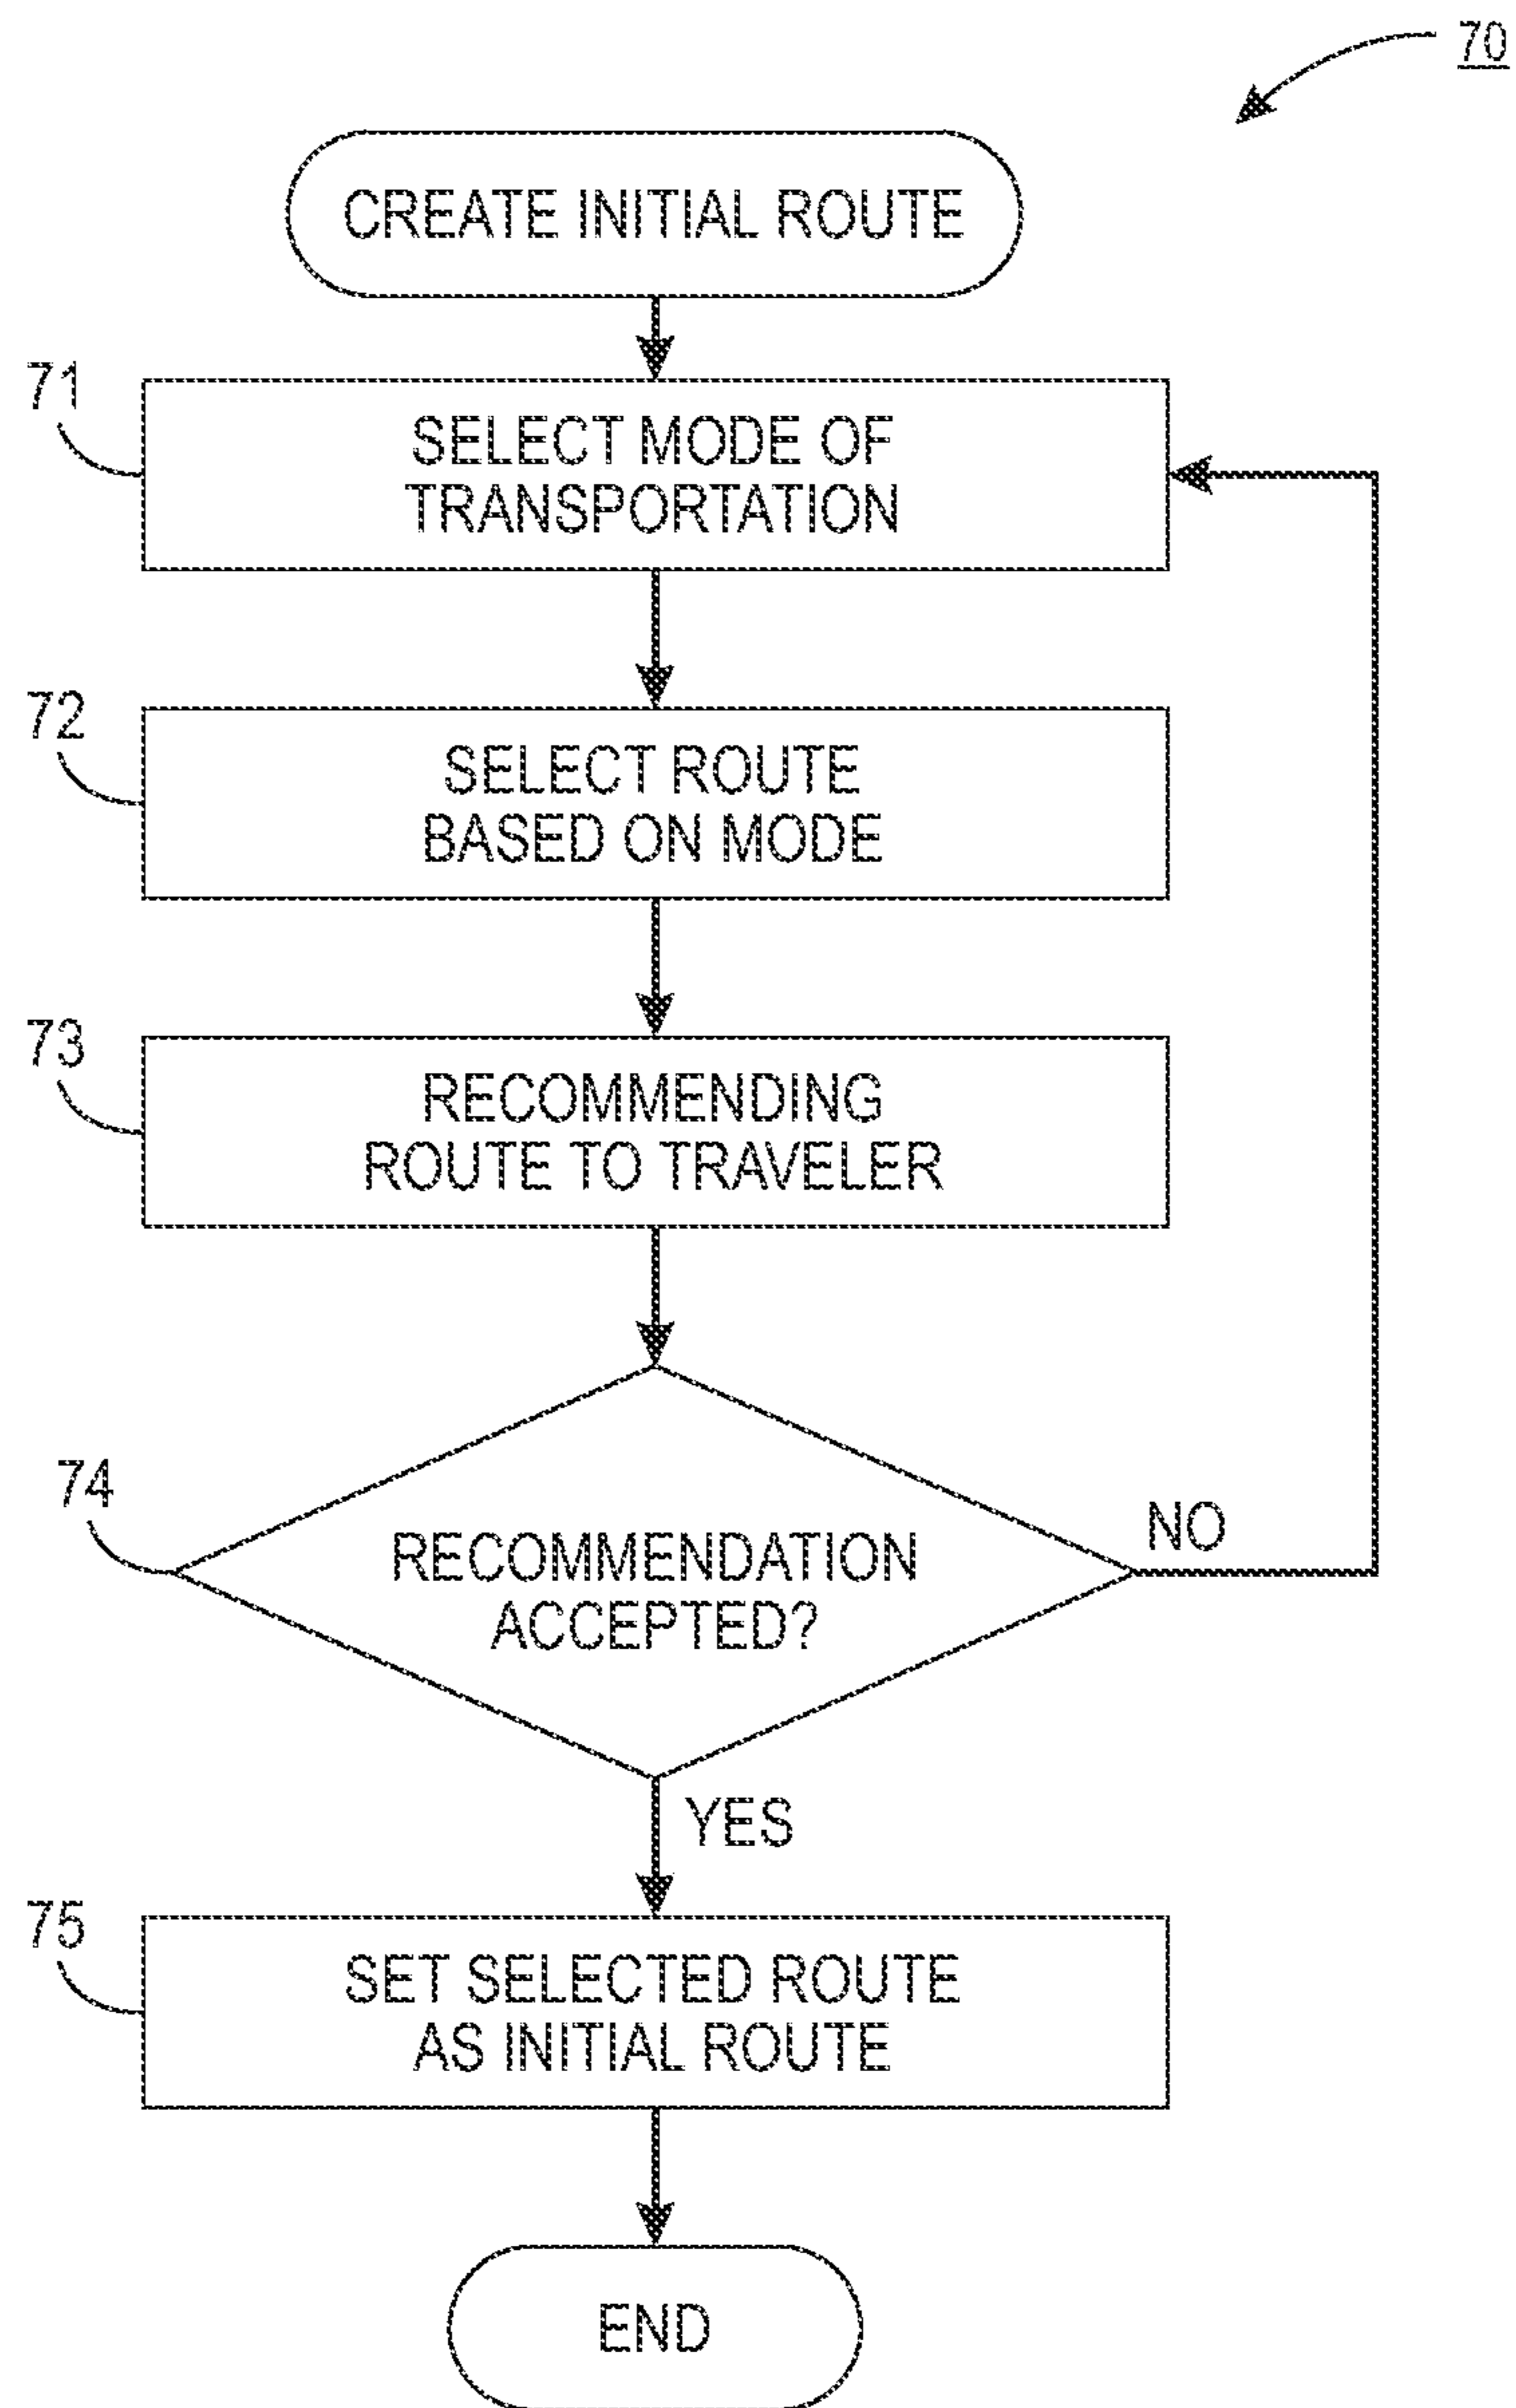 70
CREATE INITIAL ROUTE
71
SELECT MODE OF
TRANSPORTATION
72
SELECT ROUTE
BASED ON MODE
73
RECOMMENDING
ROUTE TO TRAVELER
74
RECOMMENDATION
ACCEPTED?
NO
YES
75
SET SELECTED ROUTE
AS INITIAL ROUTE
END